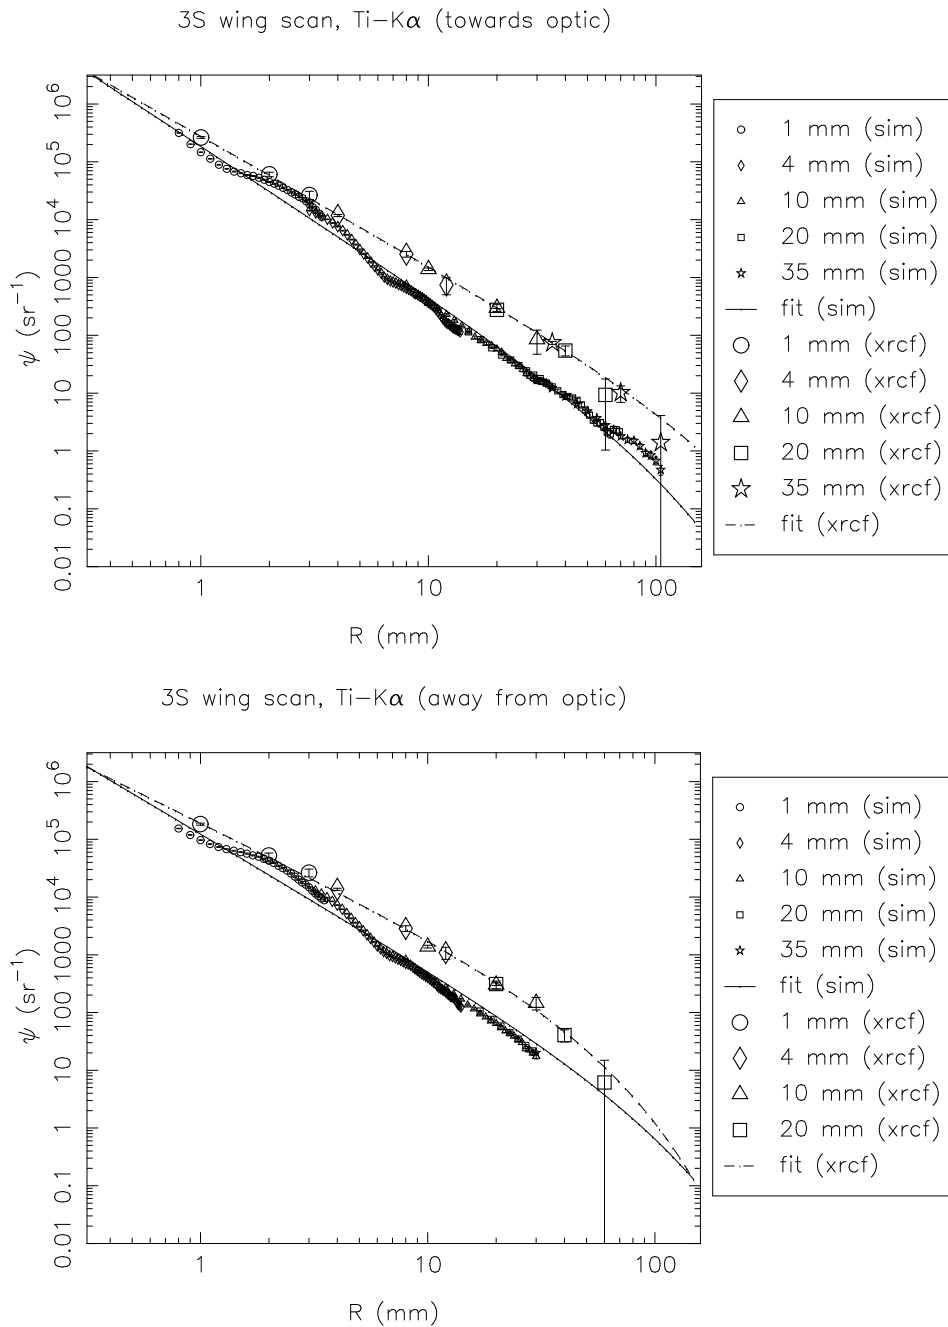 3S wing scan, Ti−Kα (towards optic)
10⁶
10⁵
10⁴
1000
100
10
1
0.1
0.01
ψ (sr⁻¹)
1 10 100
R (mm)
1 mm (sim)
4 mm (sim)
10 mm (sim)
20 mm (sim)
35 mm (sim)
fit (sim)
1 mm (xrcf)
4 mm (xrcf)
10 mm (xrcf)
20 mm (xrcf)
35 mm (xrcf)
fit (xrcf)
3S wing scan, Ti−Kα (away from optic)
10⁶
10⁵
10⁴
1000
100
10
1
0.1
0.01
ψ (sr⁻¹)
1 10 100
R (mm)
1 mm (sim)
4 mm (sim)
10 mm (sim)
20 mm (sim)
35 mm (sim)
fit (sim)
1 mm (xrcf)
4 mm (xrcf)
10 mm (xrcf)
20 mm (xrcf)
fit (xrcf)